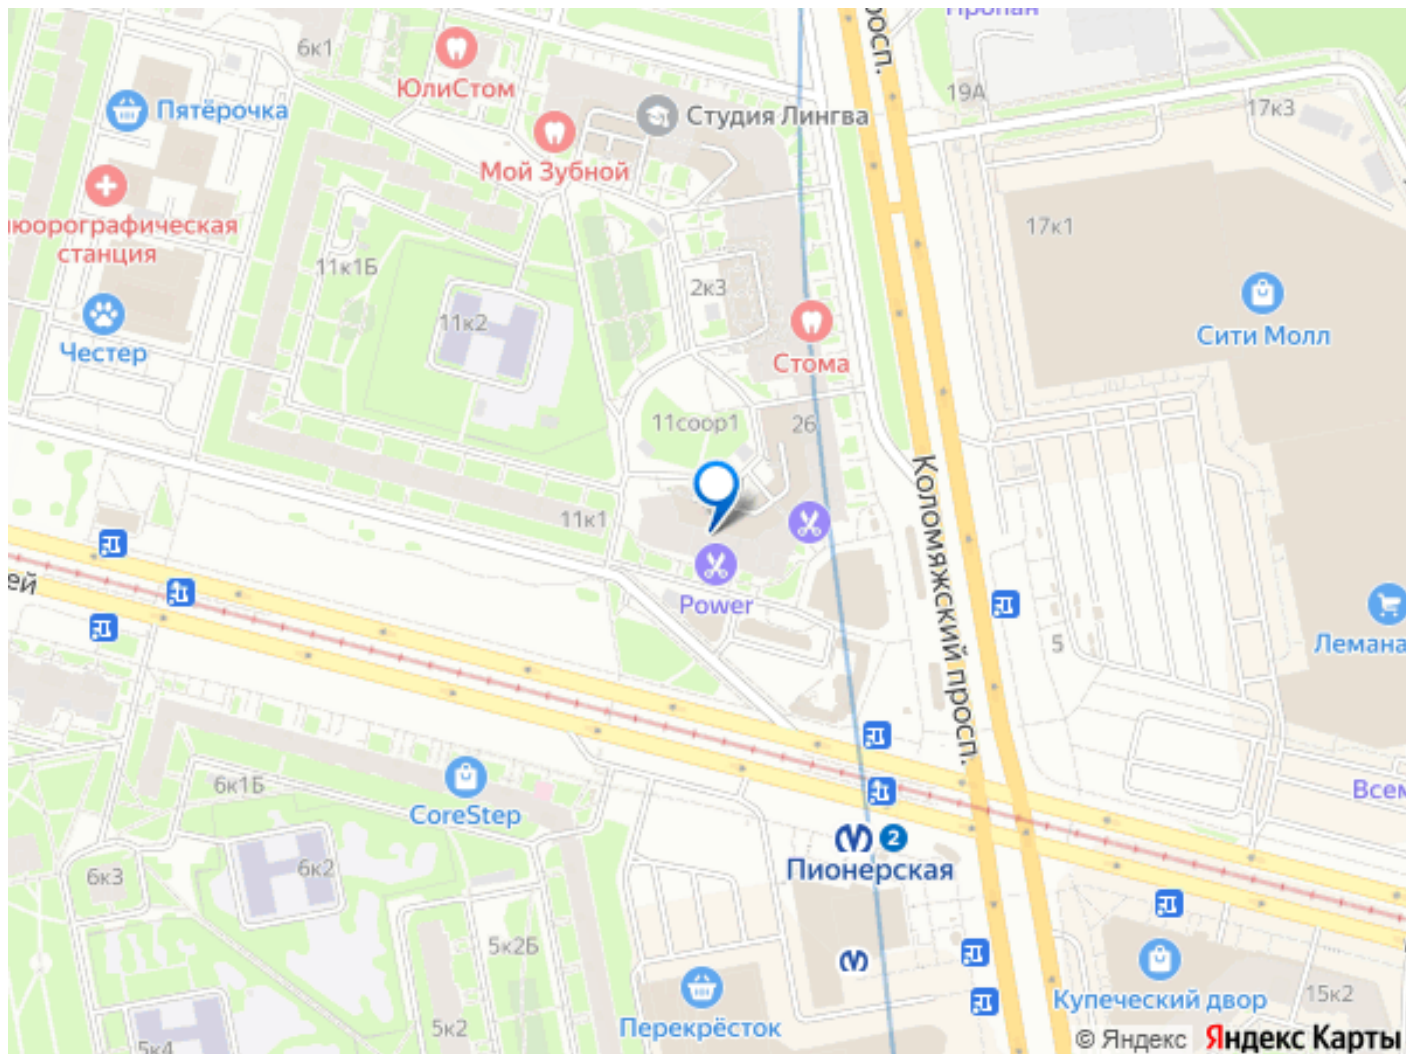 Пропан
просп.
6к1
ЮлиСтом
19А
17к3
Пятёрочка
Студия Лингва
Мой Зубной
люорографическая
станция
17к1
11к1Б
2к3
11к2
Сити Молл
Честер
Стома
11соор1
26
Коломяжский просп.
11к1
ей
Power
5
Лемана
6к1Б
CoreStep
Всем
2
Пионерская
6к3
6к2
5к2Б
Перекрёсток
Купеческий двор
15к2
5к2
5к4
© Яндекс Яндекс Карты